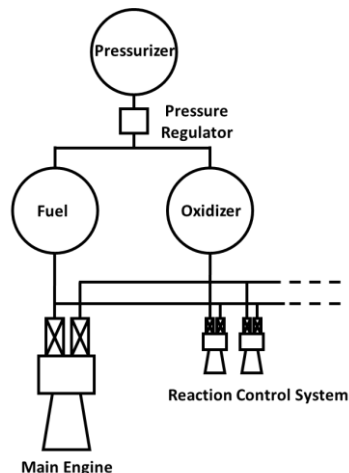 Pressurizer
Pressure
Regulator
Fuel
Oxidizer
Reaction Control System
Main Engine